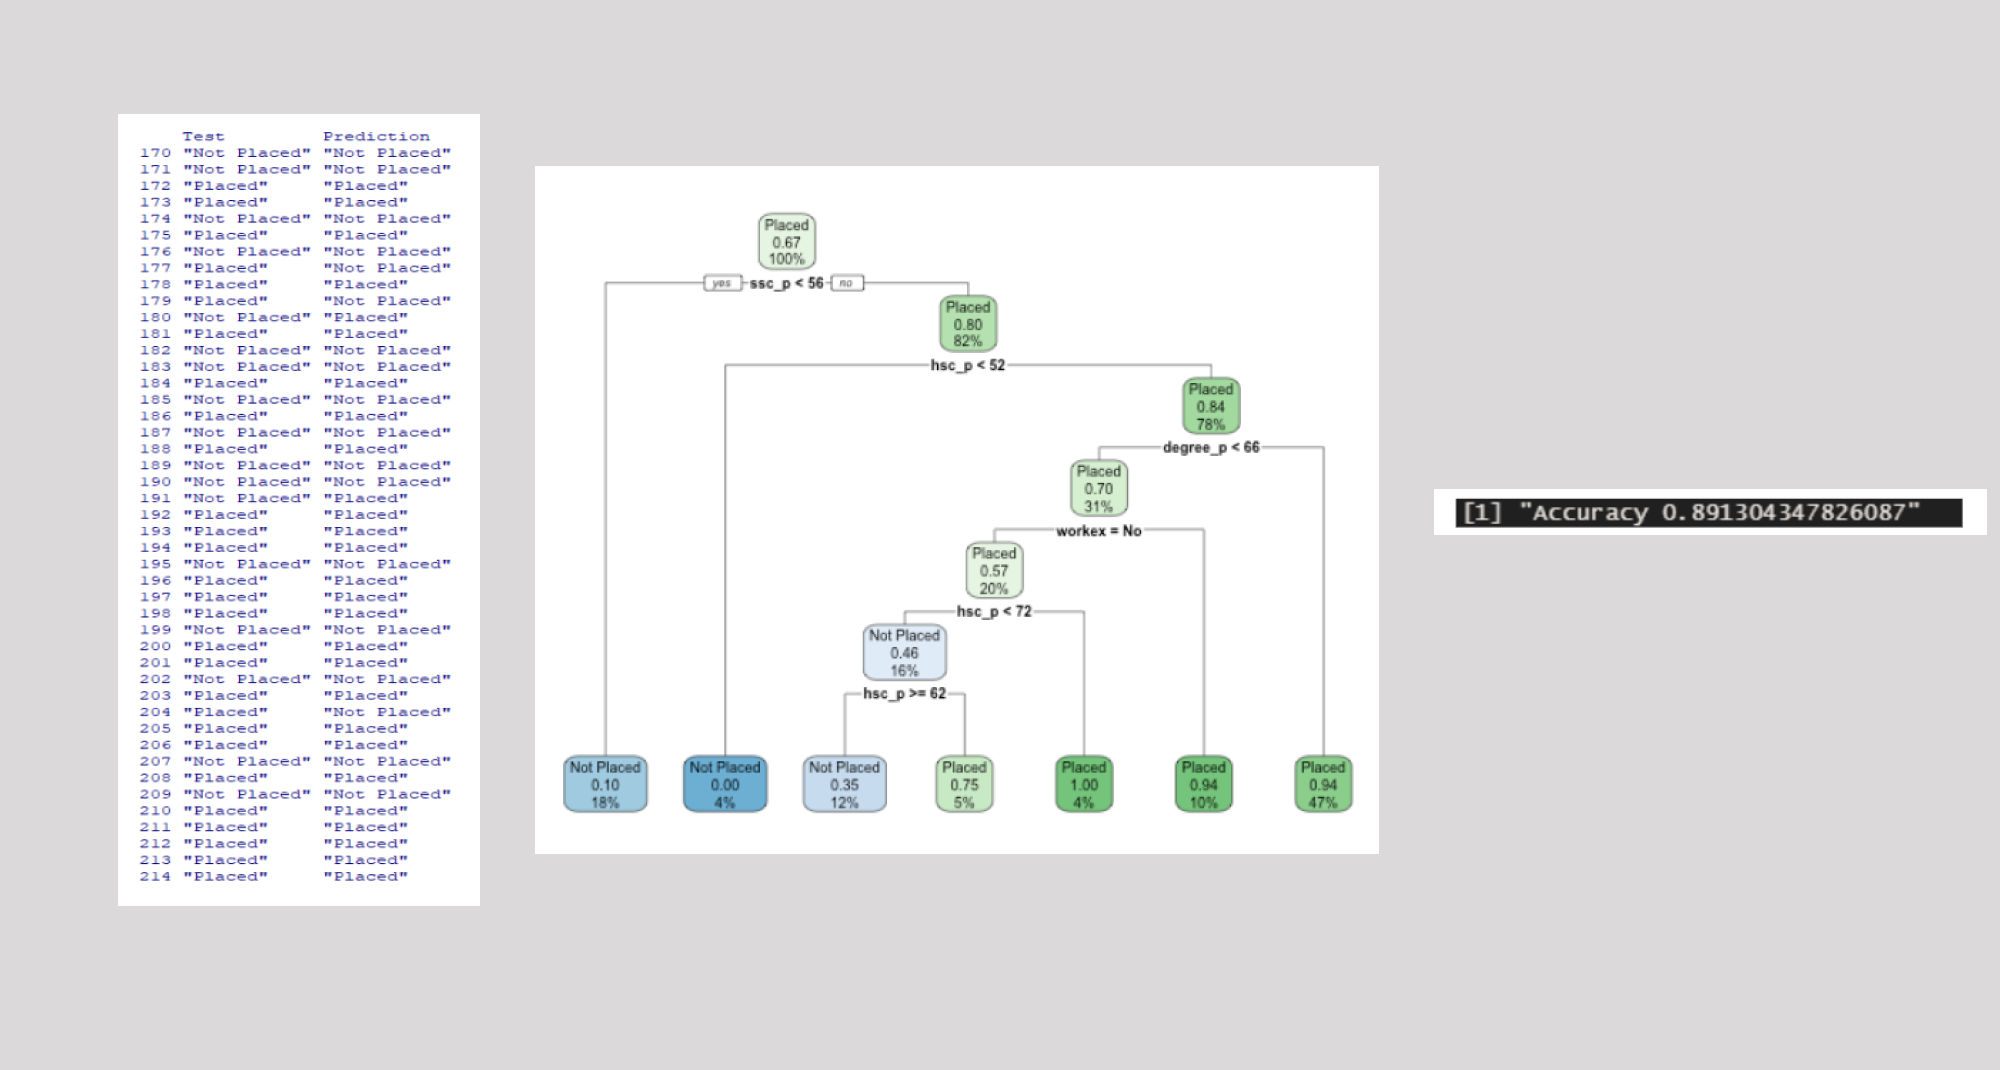 Test Prediction
170 "Not Placed" "Not Placed"
171 "Not Placed" "Not Placed"
172 "Placed" "Placed"
173 "Placed" "Placed"
174 "Not Placed" "Not Placed"
175 "Placed" "Placed"
176 "Not Placed" "Not Placed"
177 "Placed" "Not Placed"
178 "Placed" "Placed"
179 "Placed" "Not Placed"
180 "Not Placed" "Placed"
181 "Placed" "Placed"
182 "Not Placed" "Not Placed"
183 "Not Placed" "Not Placed"
184 "Placed" "Placed"
185 "Not Placed" "Not Placed"
186 "Placed" "Placed"
187 "Not Placed" "Not Placed"
188 "Placed" "Placed"
189 "Not Placed" "Not Placed"
190 "Not Placed" "Not Placed"
191 "Not Placed" "Placed"
192 "Placed" "Placed"
193 "Placed" "Placed"
194 "Placed" "Placed"
195 "Not Placed" "Not Placed"
196 "Placed" "Placed"
197 "Placed" "Placed"
198 "Placed" "Placed"
199 "Not Placed" "Not Placed"
200 "Placed" "Placed"
201 "Placed" "Placed"
202 "Not Placed" "Not Placed"
203 "Placed" "Placed"
204 "Placed" "Not Placed"
205 "Placed" "Placed"
206 "Placed" "Placed"
207 "Not Placed" "Not Placed"
208 "Placed" "Placed"
209 "Not Placed" "Not Placed"
210 "Placed" "Placed"
211 "Placed" "Placed"
212 "Placed" "Placed"
213 "Placed" "Placed"
214 "Placed" "Placed"
Placed
0.67
100%
yes ssc_p < 56 no
Placed
0.80
82%
hsc_p < 52
Placed
0.84
78%
degree_p < 66
Placed
0.70
31%
workex = No
Placed
0.57
20%
hsc_p < 72
Not Placed
0.46
16%
hsc_p >= 62
Not Placed
0.10
18%
Not Placed
0.00
4%
Not Placed
0.35
12%
Placed
0.75
5%
Placed
1.00
4%
Placed
0.94
10%
Placed
0.94
47%
[1] "Accuracy 0.891304347826087"